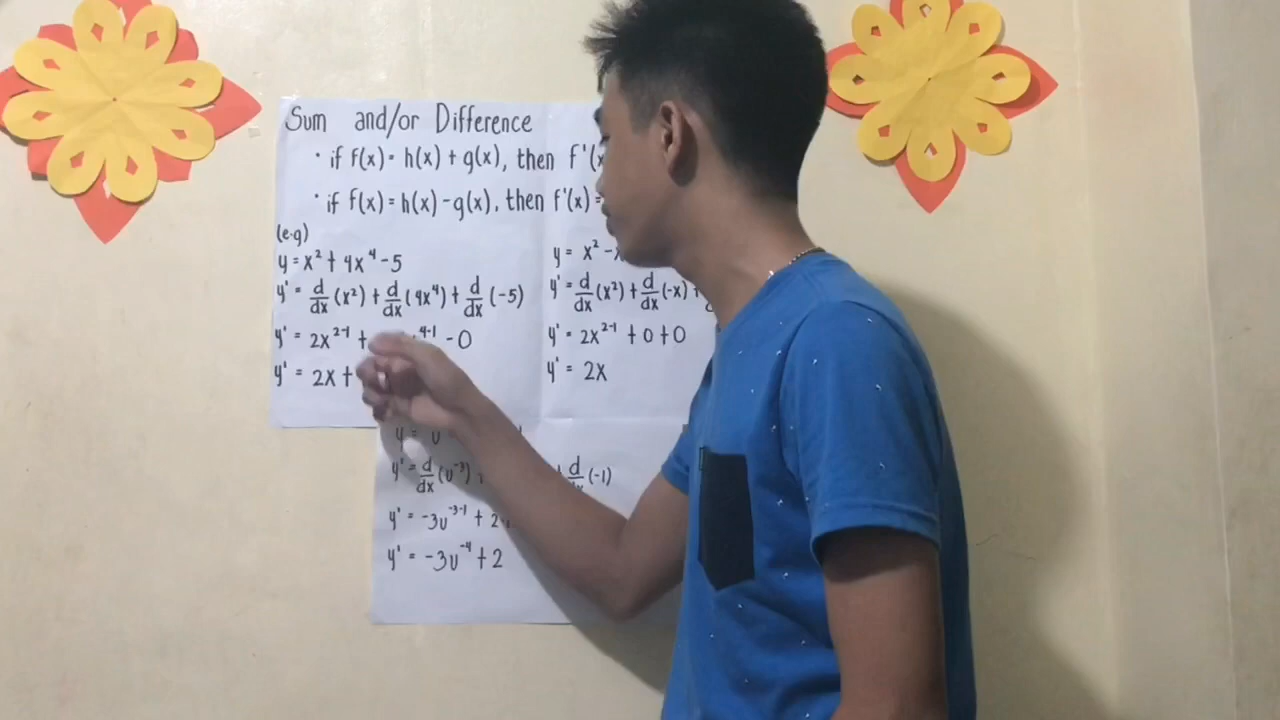 Sum and/or Difference
· if f(x) = h(x) + g(x), then f'(x
· if f(x) = h(x) - g(x), then f'(x) =
(e.g)
y = x² + 4x⁴ - 5
y' = d/dx (x²) + d/dx (4x⁴) + d/dx (-5)
y' = 2x²⁻¹ + ⁴⁻¹ - 0
y' = 2x +
y = x² - x
y' = d/dx (x²) + d/dx (-x) +
y' = 2x²⁻¹ + 0 + 0
y' = 2x
y = u
y' = d/dx (u⁻³) + d/dx (-1)
y' = -3u⁻³⁻¹ + 2
y' = -3u⁻⁴ + 2